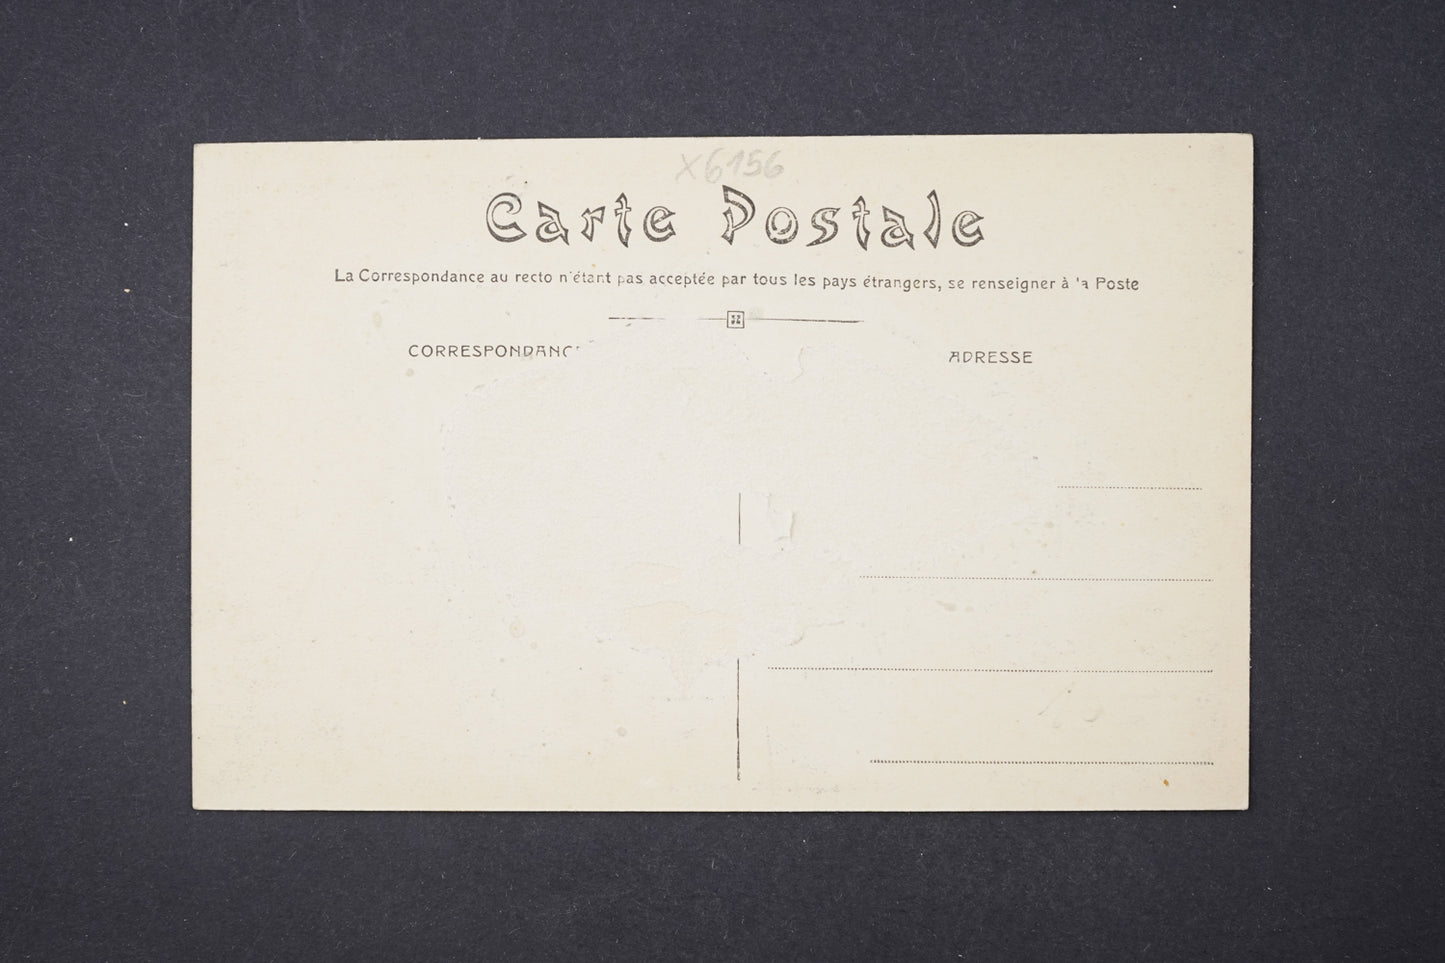 X6156
Carte Postale
La Correspondance au recto n'étant pas acceptée par tous les pays étrangers, se renseigner à 'a Poste
CORRESPONDANC
ADRESSE